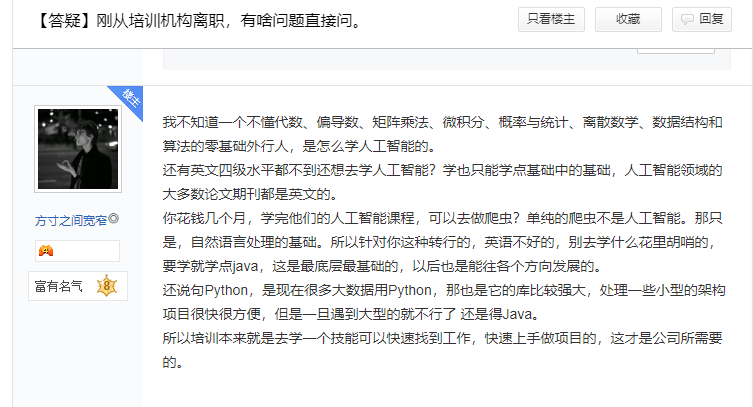 【答疑】刚从培训机构离职，有啥问题直接问。
只看楼主
收藏
回复
楼主
方寸之间宽窄◎
富有名气
8
我不知道一个不懂代数、偏导数、矩阵乘法、微积分、概率与统计、离散数学、数据结构和
算法的零基础外行人，是怎么学人工智能的。
还有英文四级水平都不到还想去学人工智能？学也只能学点基础中的基础，人工智能领域的
大多数论文期刊都是英文的。
你花钱几个月，学完他们的人工智能课程，可以去做爬虫？单纯的爬虫不是人工智能。那只
是，自然语言处理的基础。所以针对你这种转行的，英语不好的，别去学什么花里胡哨的，
要学就学点java，这是最底层最基础的，以后也是能往各个方向发展的。
还说句Python，是现在很多大数据用Python，那也是它的库比较强大，处理一些小型的架构
项目很快很方便，但是一旦遇到大型的就不行了 还是得Java。
所以培训本来就是去学一个技能可以快速找到工作，快速上手做项目的，这才是公司所需要
的。